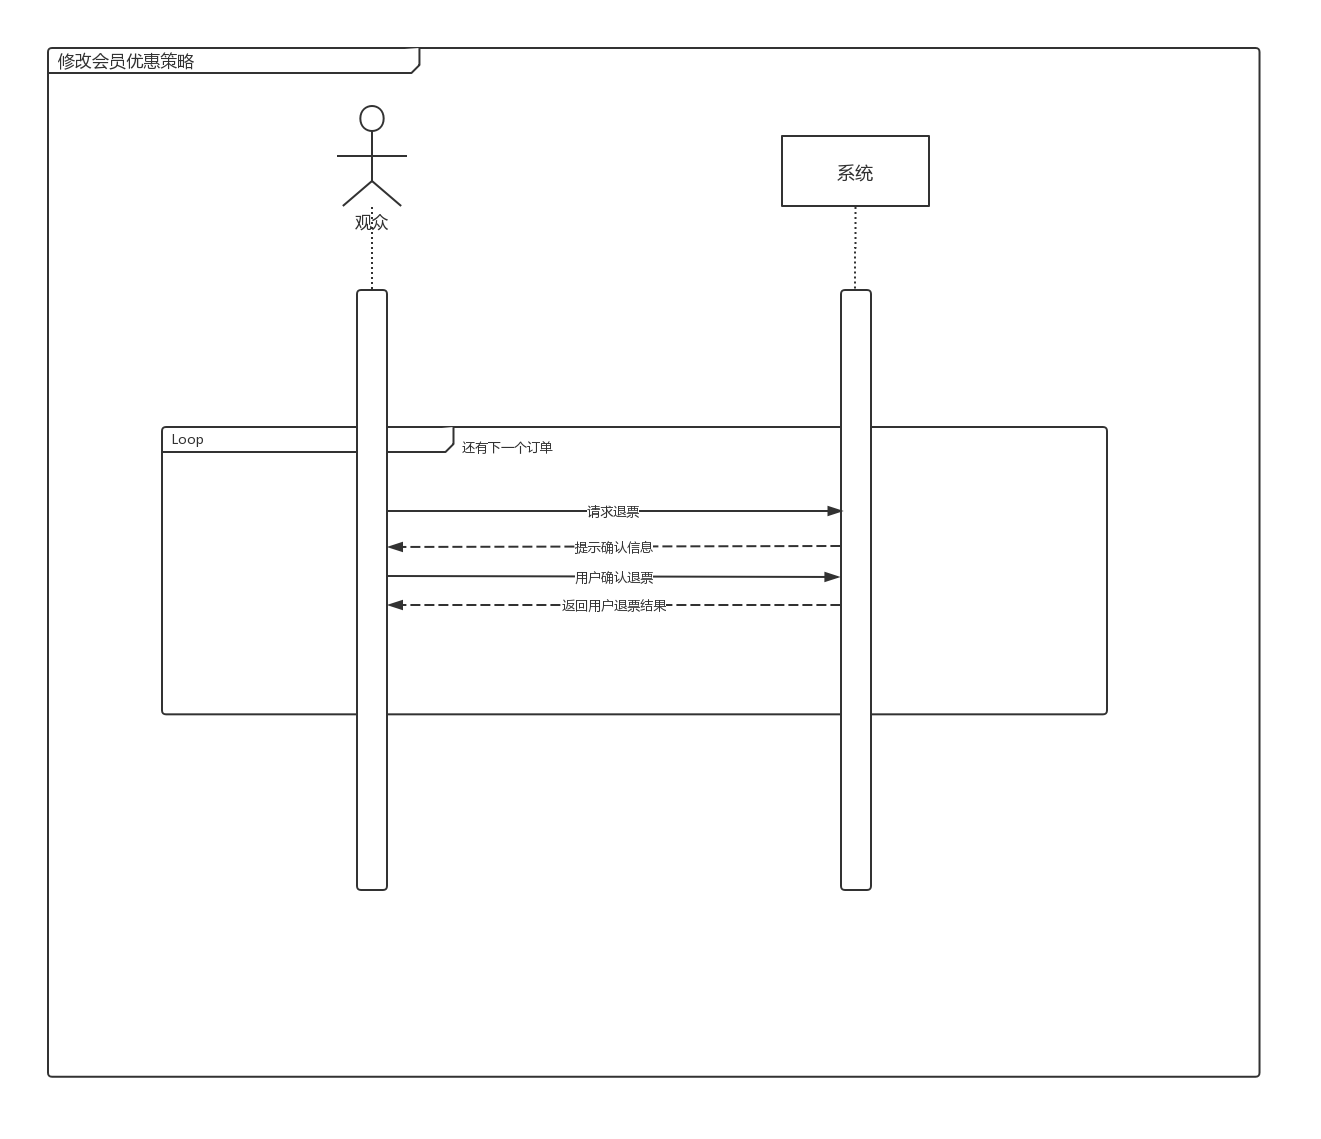 修改会员优惠策略
系统
观众
Loop
还有下一个订单
请求退票
提示确认信息
用户确认退票
返回用户退票结果